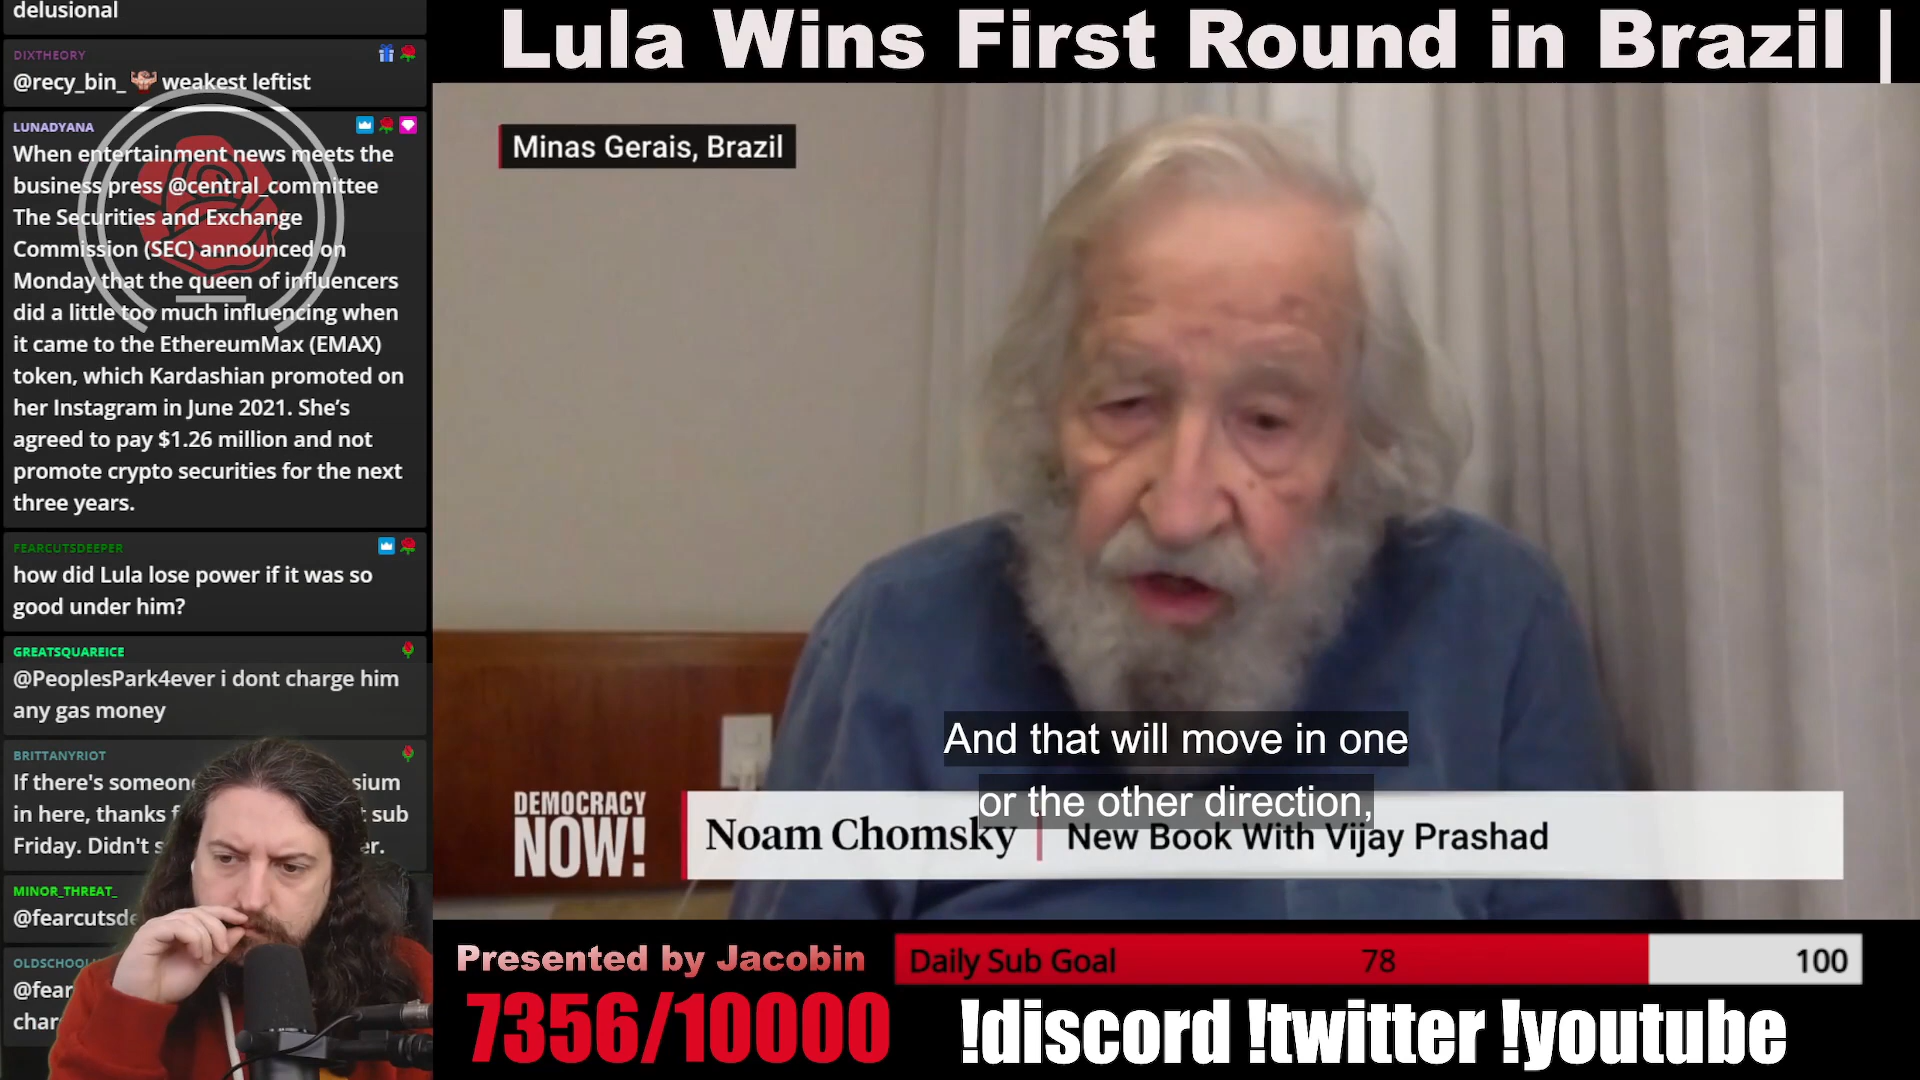 delusional
DIXTHEORY
@recy_bin_ weakest leftist
LUNADYANA
When entertainment news meets the
business press @central_committee
The Securities and Exchange
Commission (SEC) announced on
Monday that the queen of influencers
did a little too much influencing when
it came to the EthereumMax (EMAX)
token, which Kardashian promoted on
her Instagram in June 2021. She's
agreed to pay $1.26 million and not
promote crypto securities for the next
three years.
FEARCUTSDEEPER
how did Lula lose power if it was so
good under him?
GREATSQUAREICE
@PeoplesPark4ever i dont charge him
any gas money
BRITTANYRIOT
If there's someone sium
in here, thanks f sub
Friday. Didn't s er.
MINOR_THREAT_
@fearcutsde
OLDSCHOOL
@fear
char
Lula Wins First Round in Brazil |
Minas Gerais, Brazil
And that will move in one
or the other direction,
DEMOCRACY
NOW!
Noam Chomsky | New Book With Vijay Prashad
Presented by Jacobin
Daily Sub Goal 78 100
7356/10000
!discord !twitter !youtube